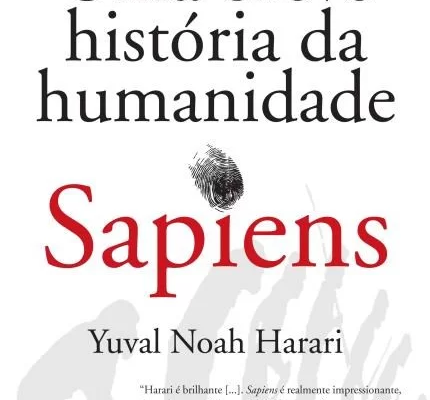 história da
humanidade
Sapiens
Yuval Noah Harari
“Harari é brilhante [...]. Sapiens é realmente impressionante,